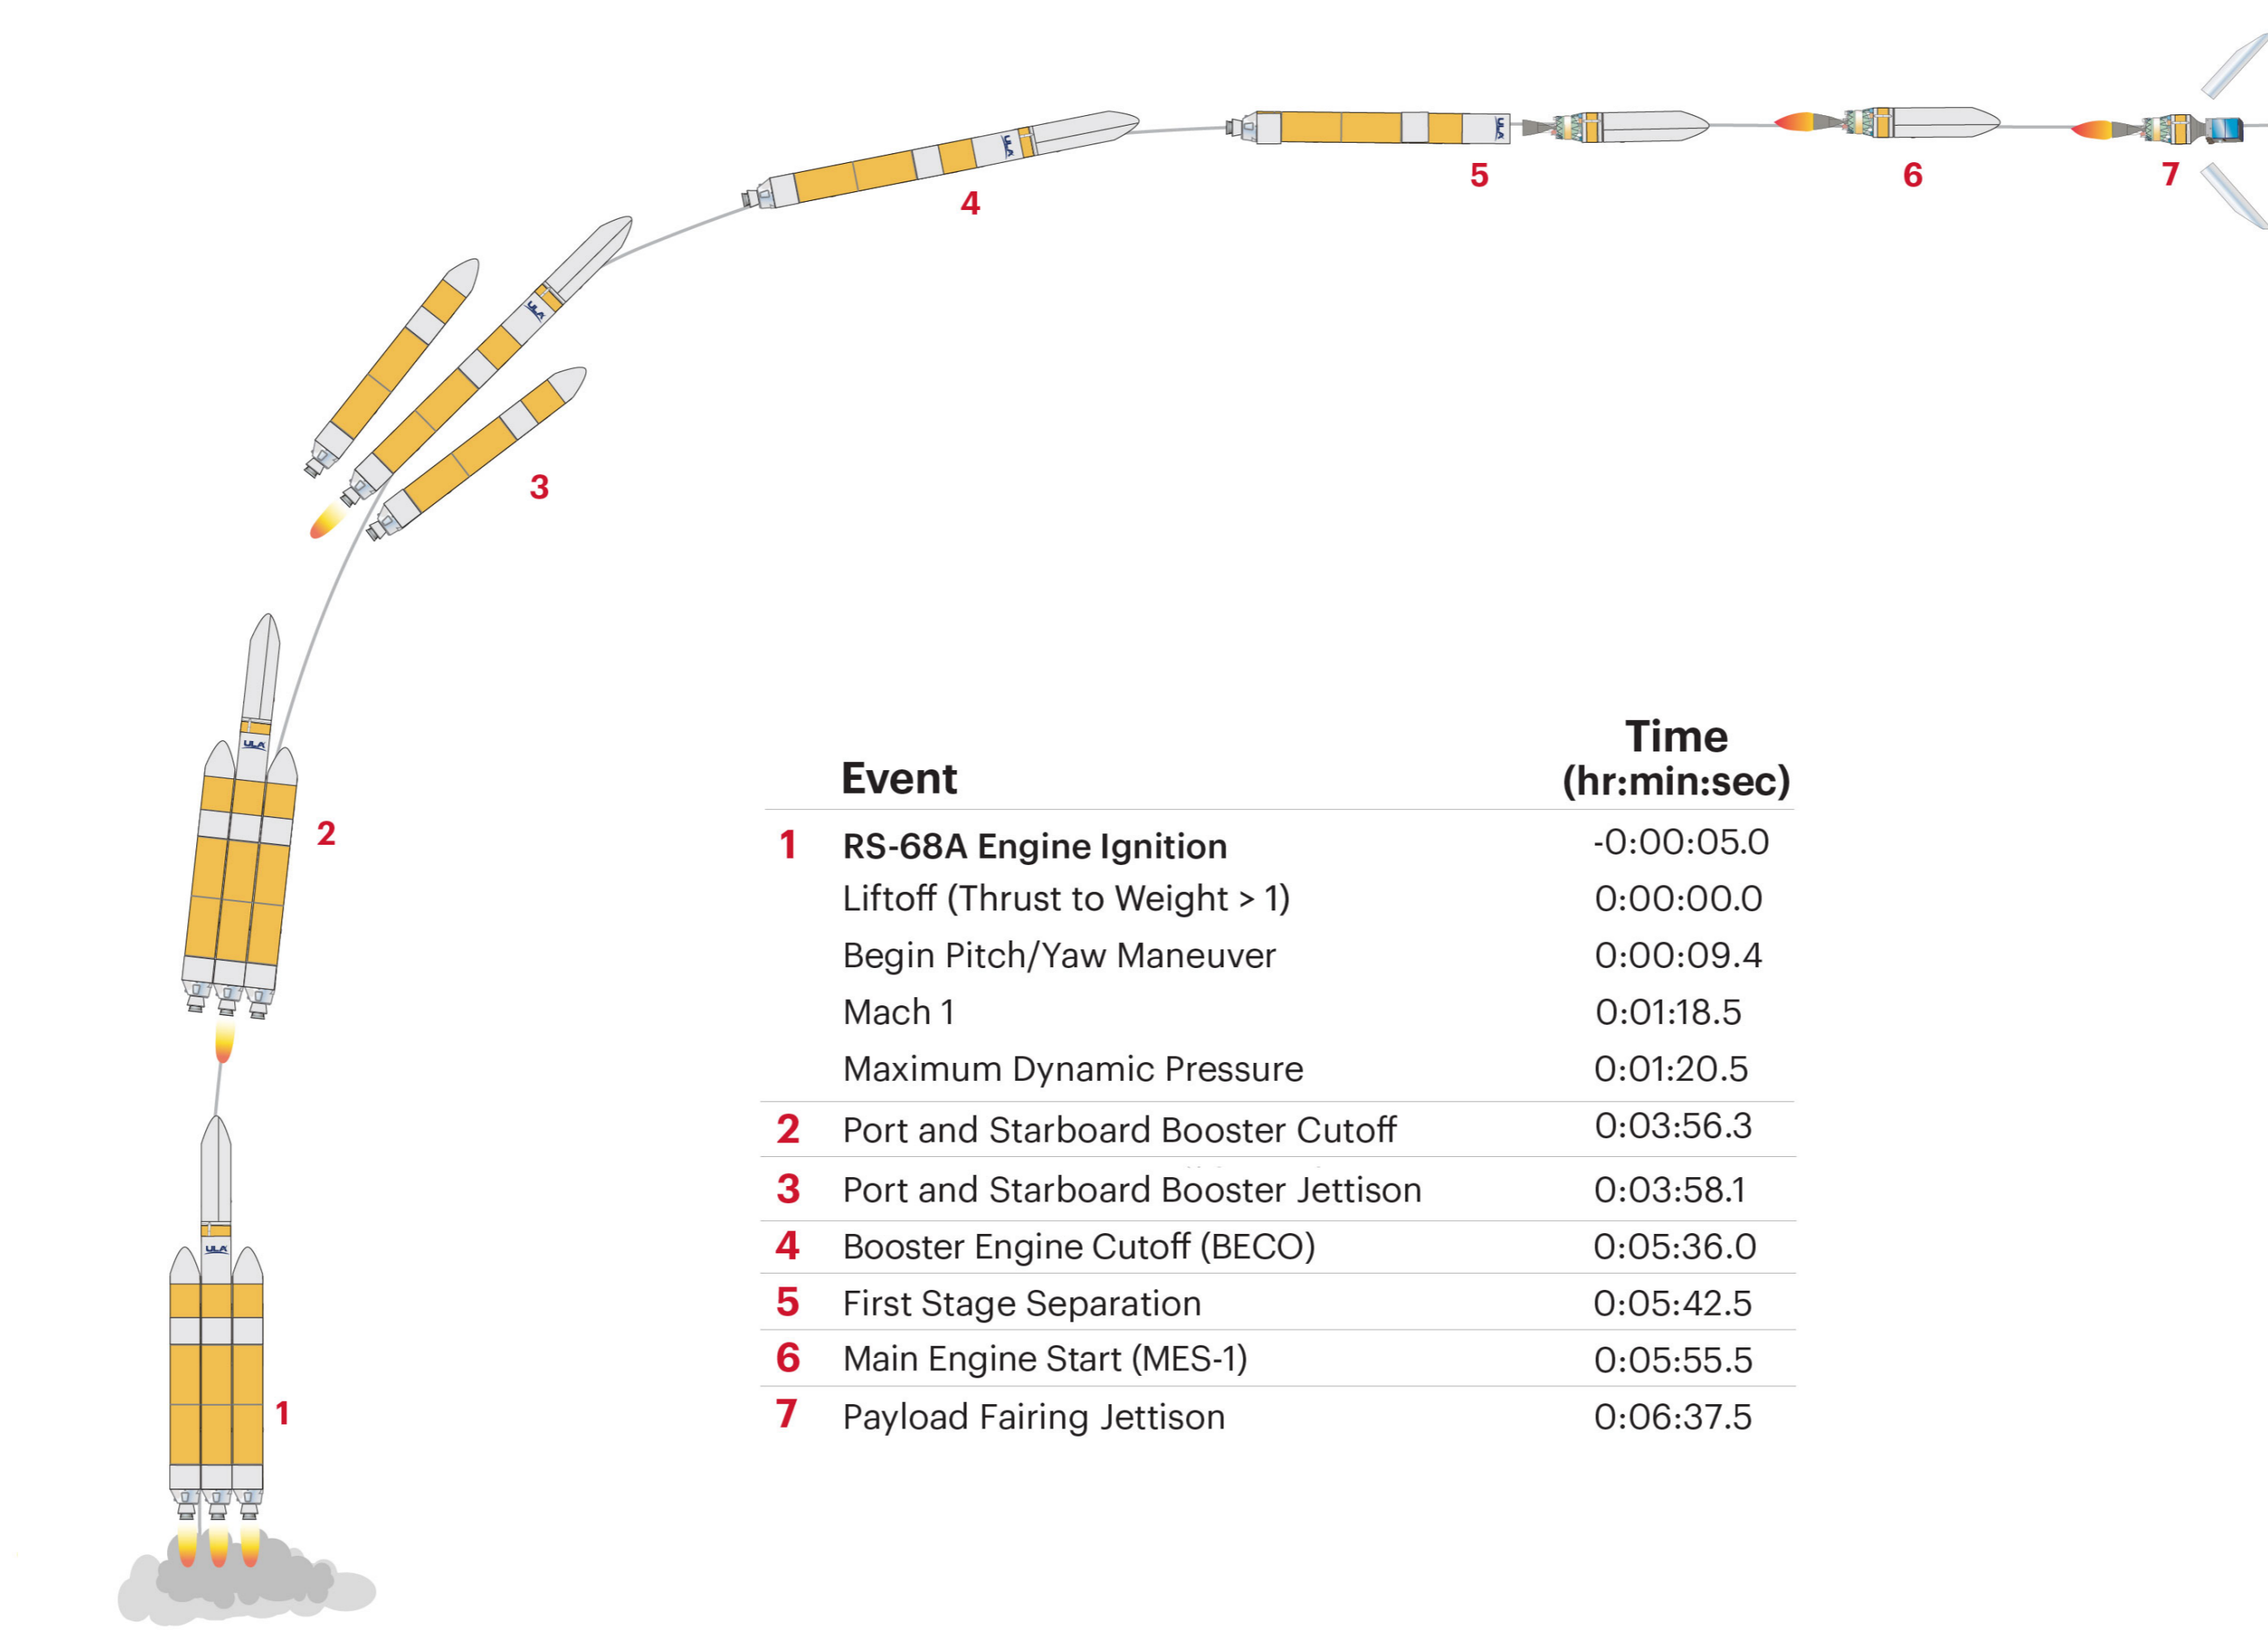 4
5
6
7
ULA
ULA
ULA
3
ULA
2
ULA
1
Event Time (hr:min:sec)
1 RS-68A Engine Ignition -0:00:05.0
Liftoff (Thrust to Weight > 1) 0:00:00.0
Begin Pitch/Yaw Maneuver 0:00:09.4
Mach 1 0:01:18.5
Maximum Dynamic Pressure 0:01:20.5
2 Port and Starboard Booster Cutoff 0:03:56.3
3 Port and Starboard Booster Jettison 0:03:58.1
4 Booster Engine Cutoff (BECO) 0:05:36.0
5 First Stage Separation 0:05:42.5
6 Main Engine Start (MES-1) 0:05:55.5
7 Payload Fairing Jettison 0:06:37.5